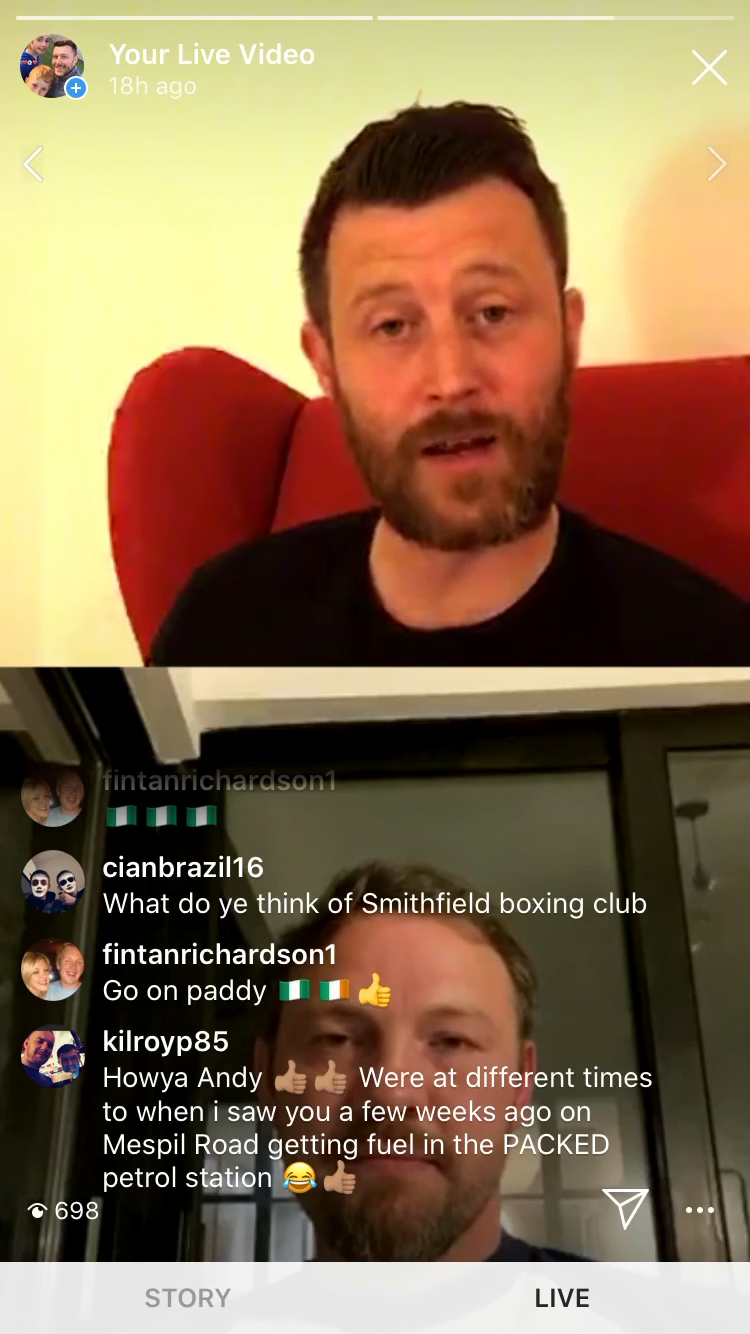 Your Live Video
18h ago
fintanrichardson1
🇳🇬 🇳🇬 🇳🇬
cianbrazil16
What do ye think of Smithfield boxing club
fintanrichardson1
Go on paddy 🇳🇬 🇮🇪 👍
kilroyp85
Howya Andy 👍🏽👍🏽 Were at different times
to when i saw you a few weeks ago on
Mespil Road getting fuel in the PACKED
petrol station 😂👍🏽
698
STORY
LIVE